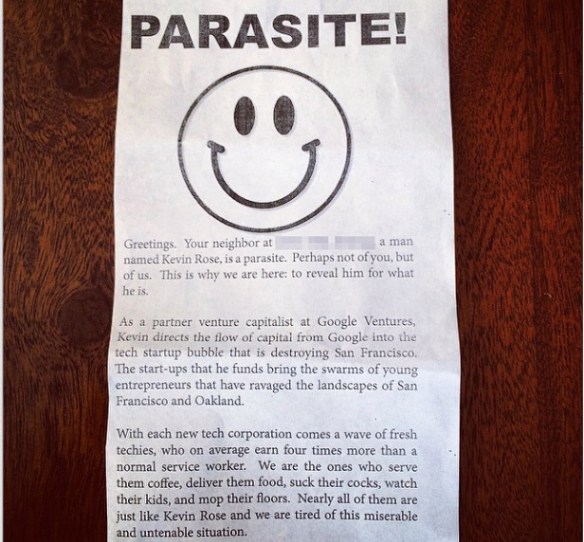 PARASITE!
Greetings. Your neighbor at a man
named Kevin Rose, is a parasite. Perhaps not of you, but
of us. This is why we are here: to reveal him for what
he is.
As a partner venture capitalist at Google Ventures,
Kevin directs the flow of capital from Google into the
tech startup bubble that is destroying San Francisco.
The start-ups that he funds bring the swarms of young
entrepreneurs that have ravaged the landscapes of San
Francisco and Oakland.
With each new tech corporation comes a wave of fresh
techies, who on average earn four times more than a
normal service worker. We are the ones who serve
them coffee, deliver them food, suck their cocks, watch
their kids, and mop their floors. Nearly all of them are
just like Kevin Rose and we are tired of this miserable
and untenable situation.